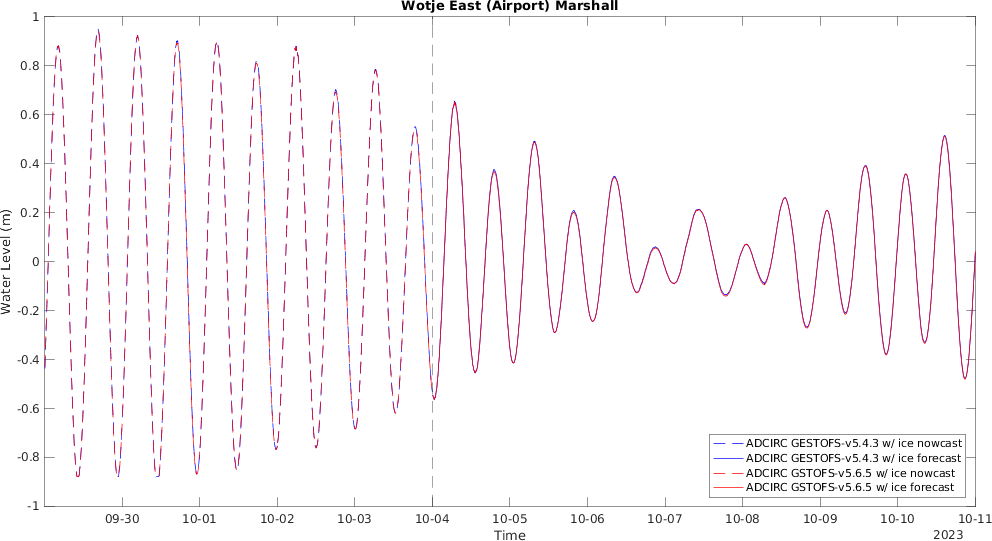 Wotje East (Airport) Marshall
1
0.8
0.6
0.4
0.2
0
-0.2
-0.4
-0.6
-0.8
-1
Water Level (m)
09-30 10-01 10-02 10-03 10-04 10-05 10-06 10-07 10-08 10-09 10-10 10-11
Time
2023
ADCIRC GESTOFS-v5.4.3 w/ ice nowcast
ADCIRC GESTOFS-v5.4.3 w/ ice forecast
ADCIRC GSTOFS-v5.6.5 w/ ice nowcast
ADCIRC GSTOFS-v5.6.5 w/ ice forecast